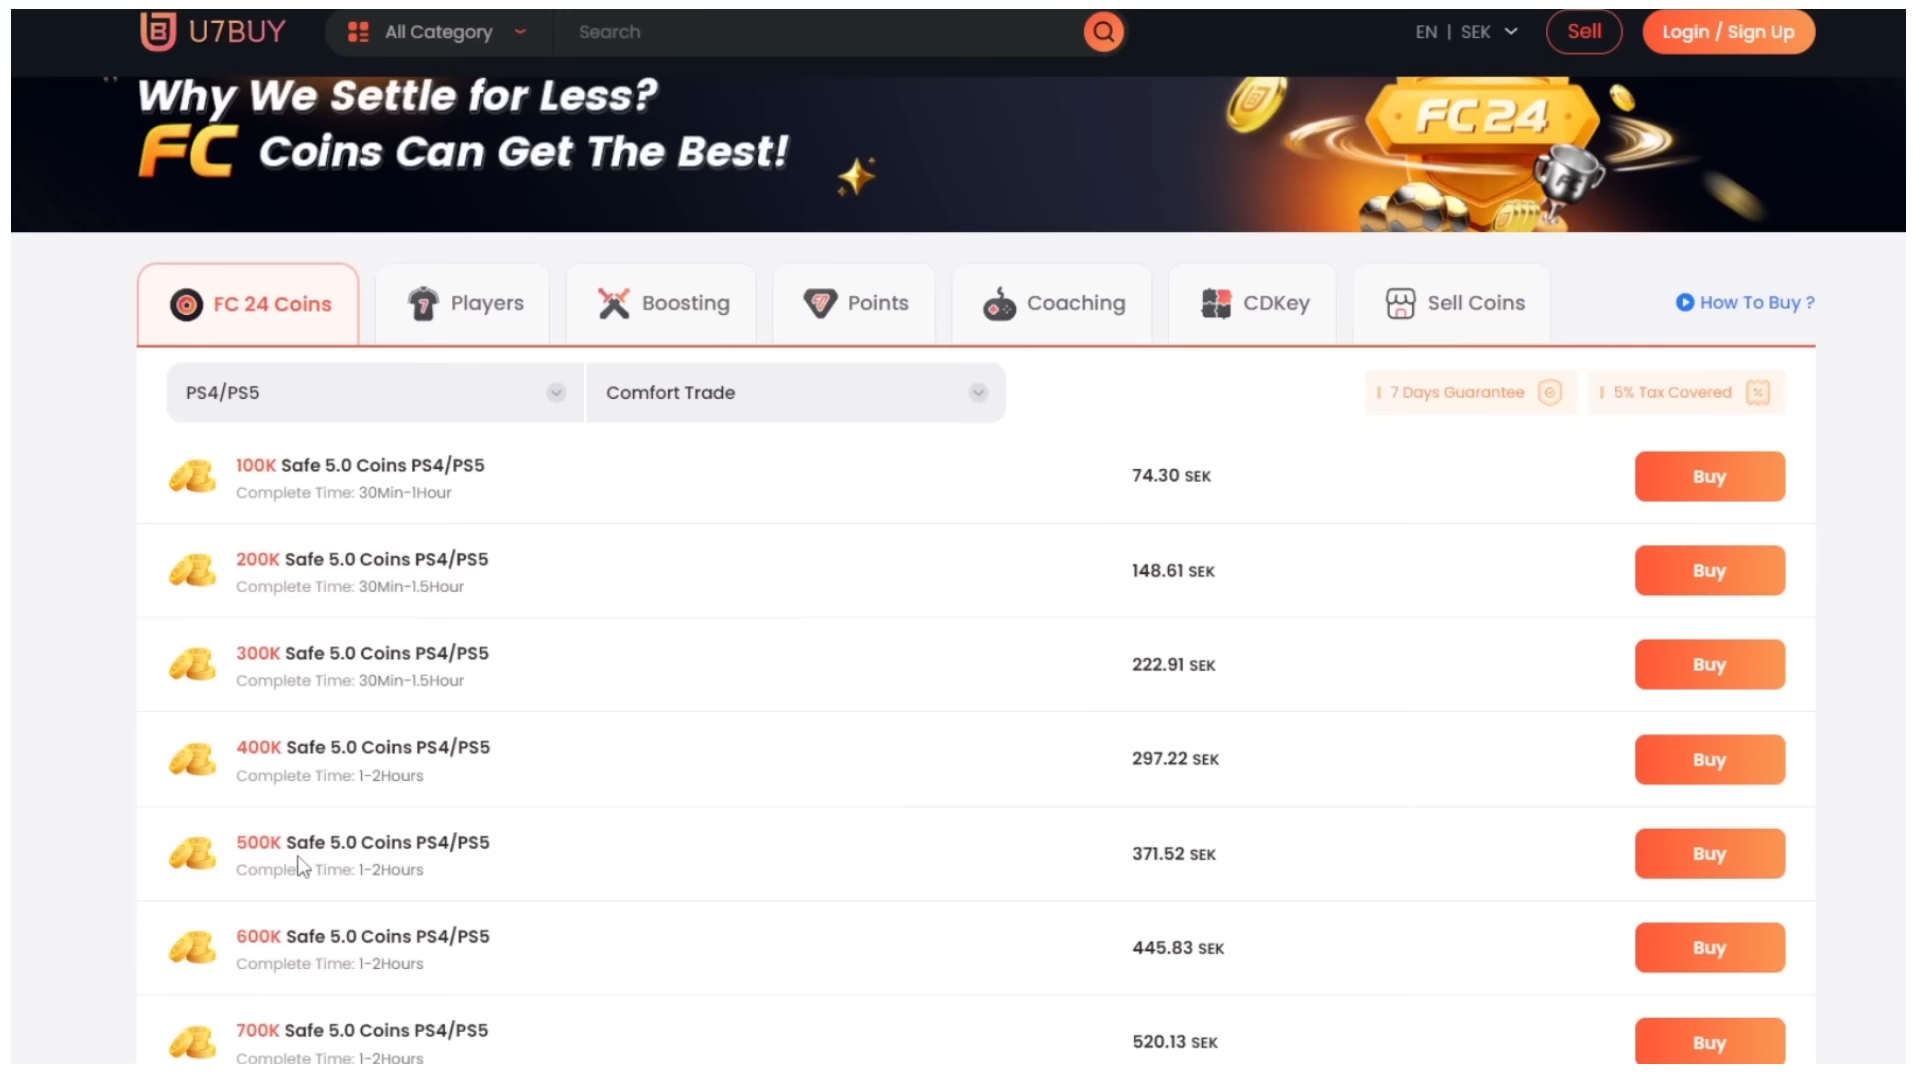 U7BUY
All Category
Search
EN | SEK
Sell
Login / Sign Up
Why We Settle for Less?
FC Coins Can Get The Best!
FC 24
FC 24 Coins
Players
Boosting
Points
Coaching
CDKey
Sell Coins
How To Buy ?
PS4/PS5
Comfort Trade
7 Days Guarantee
5% Tax Covered
100K Safe 5.0 Coins PS4/PS5
Complete Time: 30Min-1Hour
74.30 SEK
Buy
200K Safe 5.0 Coins PS4/PS5
Complete Time: 30Min-1.5Hour
148.61 SEK
Buy
300K Safe 5.0 Coins PS4/PS5
Complete Time: 30Min-1.5Hour
222.91 SEK
Buy
400K Safe 5.0 Coins PS4/PS5
Complete Time: 1-2Hours
297.22 SEK
Buy
500K Safe 5.0 Coins PS4/PS5
Complete Time: 1-2Hours
371.52 SEK
Buy
600K Safe 5.0 Coins PS4/PS5
Complete Time: 1-2Hours
445.83 SEK
Buy
700K Safe 5.0 Coins PS4/PS5
Complete Time: 1-2Hours
520.13 SEK
Buy